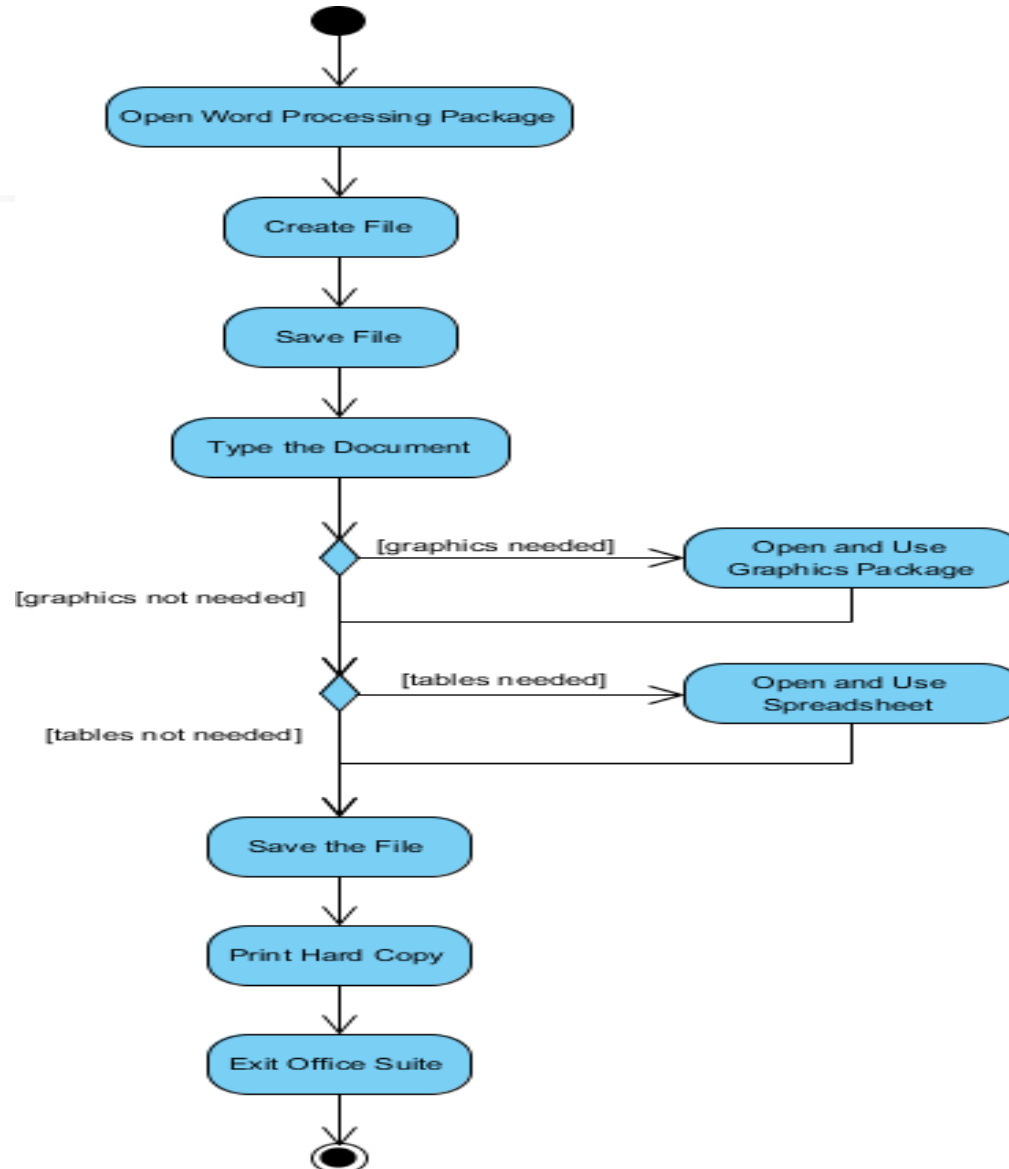 Open Word Processing Package
Create File
Save File
Type the Document
[graphics needed]
Open and Use
Graphics Package
[graphics not needed]
[tables needed]
Open and Use
Spreadsheet
[tables not needed]
Save the File
Print Hard Copy
Exit Office Suite